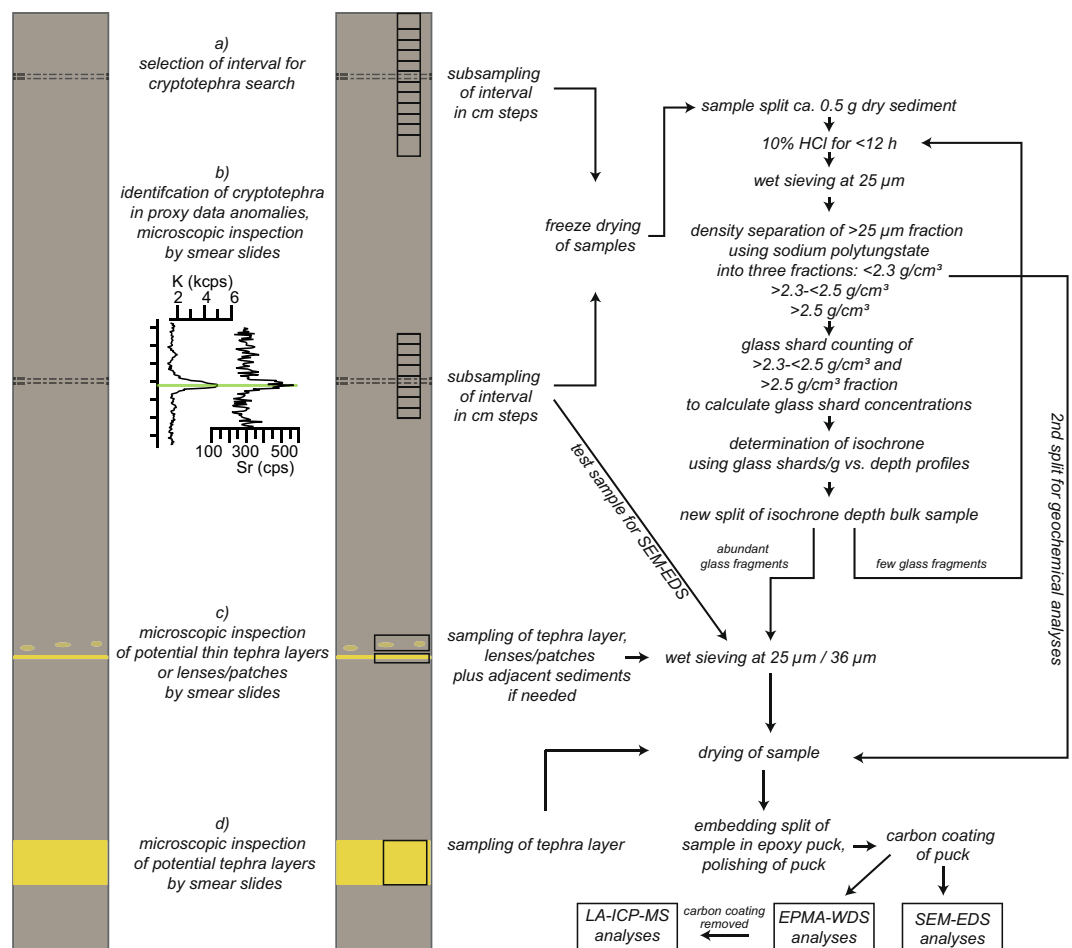 a)
selection of interval for
cryptotephra search
b)
identifcation of cryptotephra
in proxy data anomalies,
microscopic inspection
by smear slides
K (kcps)
2 4 6
100 300 500
Sr (cps)
c)
microscopic inspection
of potential thin tephra layers
or lenses/patches
by smear slides
d)
microscopic inspection
of potential tephra layers
by smear slides
subsampling
of interval
in cm steps
subsampling
of interval
in cm steps
test sample for SEM-EDS
sampling of tephra layer,
lenses/patches
plus adjacent sediments
if needed
sampling of tephra layer
freeze drying
of samples
sample split ca. 0.5 g dry sediment
10% HCl for <12 h
wet sieving at 25 µm
density separation of >25 µm fraction
using sodium polytungstate
into three fractions: <2.3 g/cm³
>2.3-<2.5 g/cm³
>2.5 g/cm³
glass shard counting of
>2.3-<2.5 g/cm³ and
>2.5 g/cm³ fraction
to calculate glass shard concentrations
determination of isochrone
using glass shards/g vs. depth profiles
new split of isochrone depth bulk sample
abundant
glass fragments
few glass fragments
2nd split for geochemical analyses
wet sieving at 25 µm / 36 µm
drying of sample
embedding split of
sample in epoxy puck,
polishing of puck
carbon coating
of puck
LA-ICP-MS
analyses
carbon coating
removed
EPMA-WDS
analyses
SEM-EDS
analyses